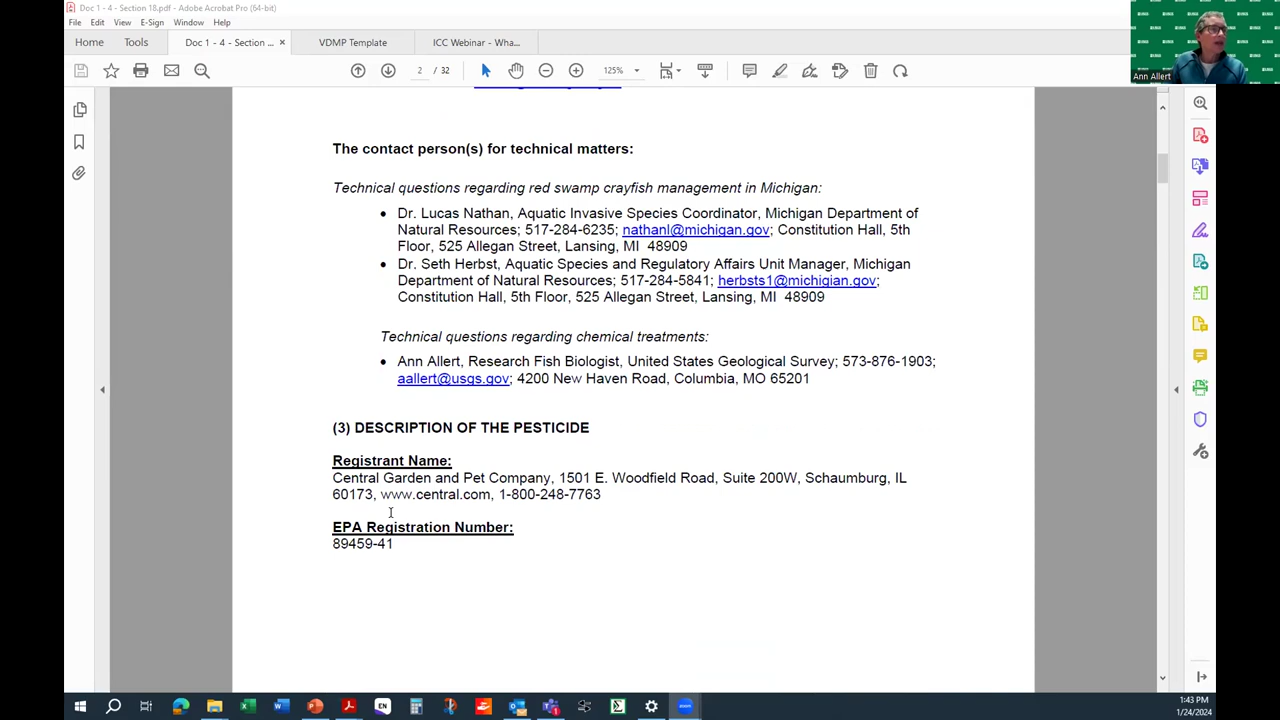 Doc 1 - 4 - Section 18.pdf - Adobe Acrobat Pro (64-bit)
File Edit View E-Sign Window Help
Home Tools Doc 1 - 4 - Section ... × VDMP Template ICC Webinar - Wha...
2 / 32 125%
Ann Allert
The contact person(s) for technical matters:
Technical questions regarding red swamp crayfish management in Michigan:
• Dr. Lucas Nathan, Aquatic Invasive Species Coordinator, Michigan Department of
Natural Resources; 517-284-6235; nathanl@michigan.gov; Constitution Hall, 5th
Floor, 525 Allegan Street, Lansing, MI 48909
• Dr. Seth Herbst, Aquatic Species and Regulatory Affairs Unit Manager, Michigan
Department of Natural Resources; 517-284-5841; herbsts1@michigian.gov;
Constitution Hall, 5th Floor, 525 Allegan Street, Lansing, MI 48909
Technical questions regarding chemical treatments:
• Ann Allert, Research Fish Biologist, United States Geological Survey; 573-876-1903;
aallert@usgs.gov; 4200 New Haven Road, Columbia, MO 65201
(3) DESCRIPTION OF THE PESTICIDE
Registrant Name:
Central Garden and Pet Company, 1501 E. Woodfield Road, Suite 200W, Schaumburg, IL
60173, www.central.com, 1-800-248-7763
EPA Registration Number:
89459-41
EN
1:43 PM
1/24/2024